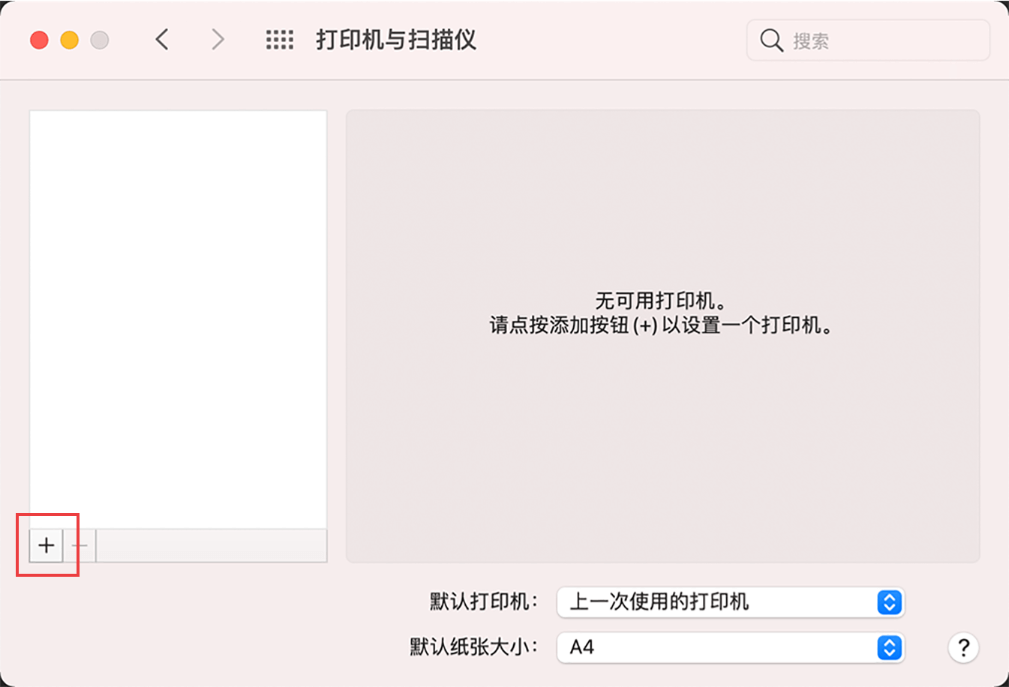 打印机与扫描仪
搜索
无可用打印机。
请点按添加按钮(+)以设置一个打印机。
+
−
默认打印机：
上一次使用的打印机
默认纸张大小：
A4
?